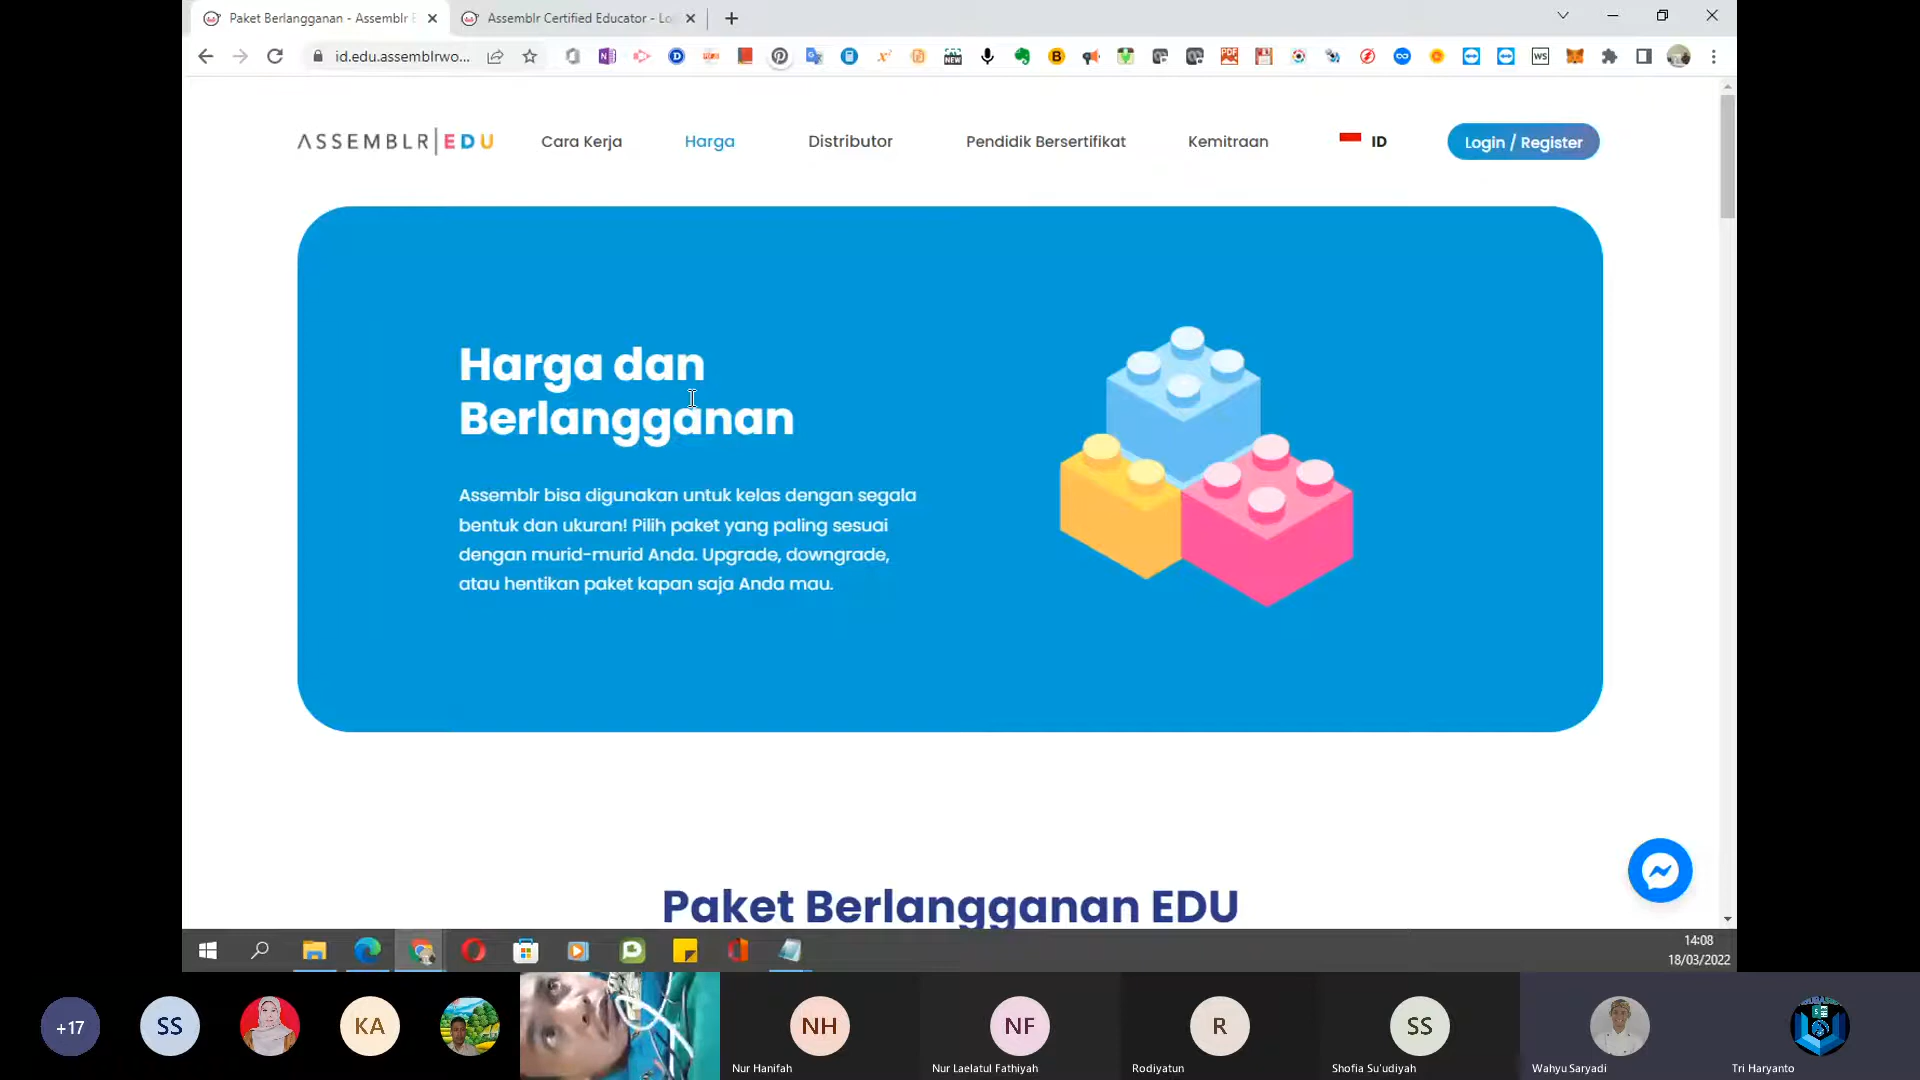 Paket Berlangganan - Assemblr E
Assemblr Certified Educator - Lo
id.edu.assemblrwo...
ASSEMBLR|EDU
Cara Kerja
Harga
Distributor
Pendidik Bersertifikat
Kemitraan
ID
Login / Register
Harga dan
Berlangganan
Assemblr bisa digunakan untuk kelas dengan segala
bentuk dan ukuran! Pilih paket yang paling sesuai
dengan murid-murid Anda. Upgrade, downgrade,
atau hentikan paket kapan saja Anda mau.
Paket Berlangganan EDU
14:08
18/03/2022
+17
SS
KA
NH
NF
R
SS
Nur Hanifah
Nur Laelatul Fathiyah
Rodiyatun
Shofia Su'udiyah
Wahyu Saryadi
Tri Haryanto